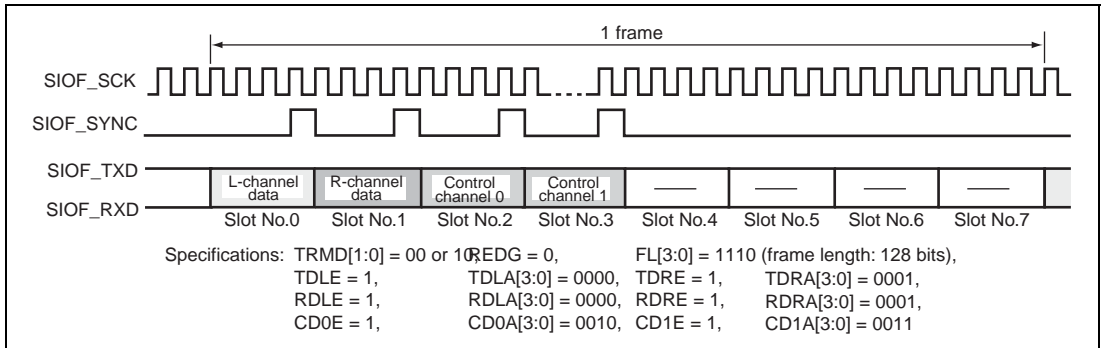 1 frame
SIOF_SCK
SIOF_SYNC
SIOF_TXD
SIOF_RXD
L-channel data
R-channel data
Control channel 0
Control channel 1
Slot No.0 Slot No.1 Slot No.2 Slot No.3 Slot No.4 Slot No.5 Slot No.6 Slot No.7
Specifications: TRMD[1:0] = 00 or 10, REDG = 0, FL[3:0] = 1110 (frame length: 128 bits),
TDLE = 1, TDLA[3:0] = 0000, TDRE = 1, TDRA[3:0] = 0001,
RDLE = 1, RDLA[3:0] = 0000, RDRE = 1, RDRA[3:0] = 0001,
CD0E = 1, CD0A[3:0] = 0010, CD1E = 1, CD1A[3:0] = 0011